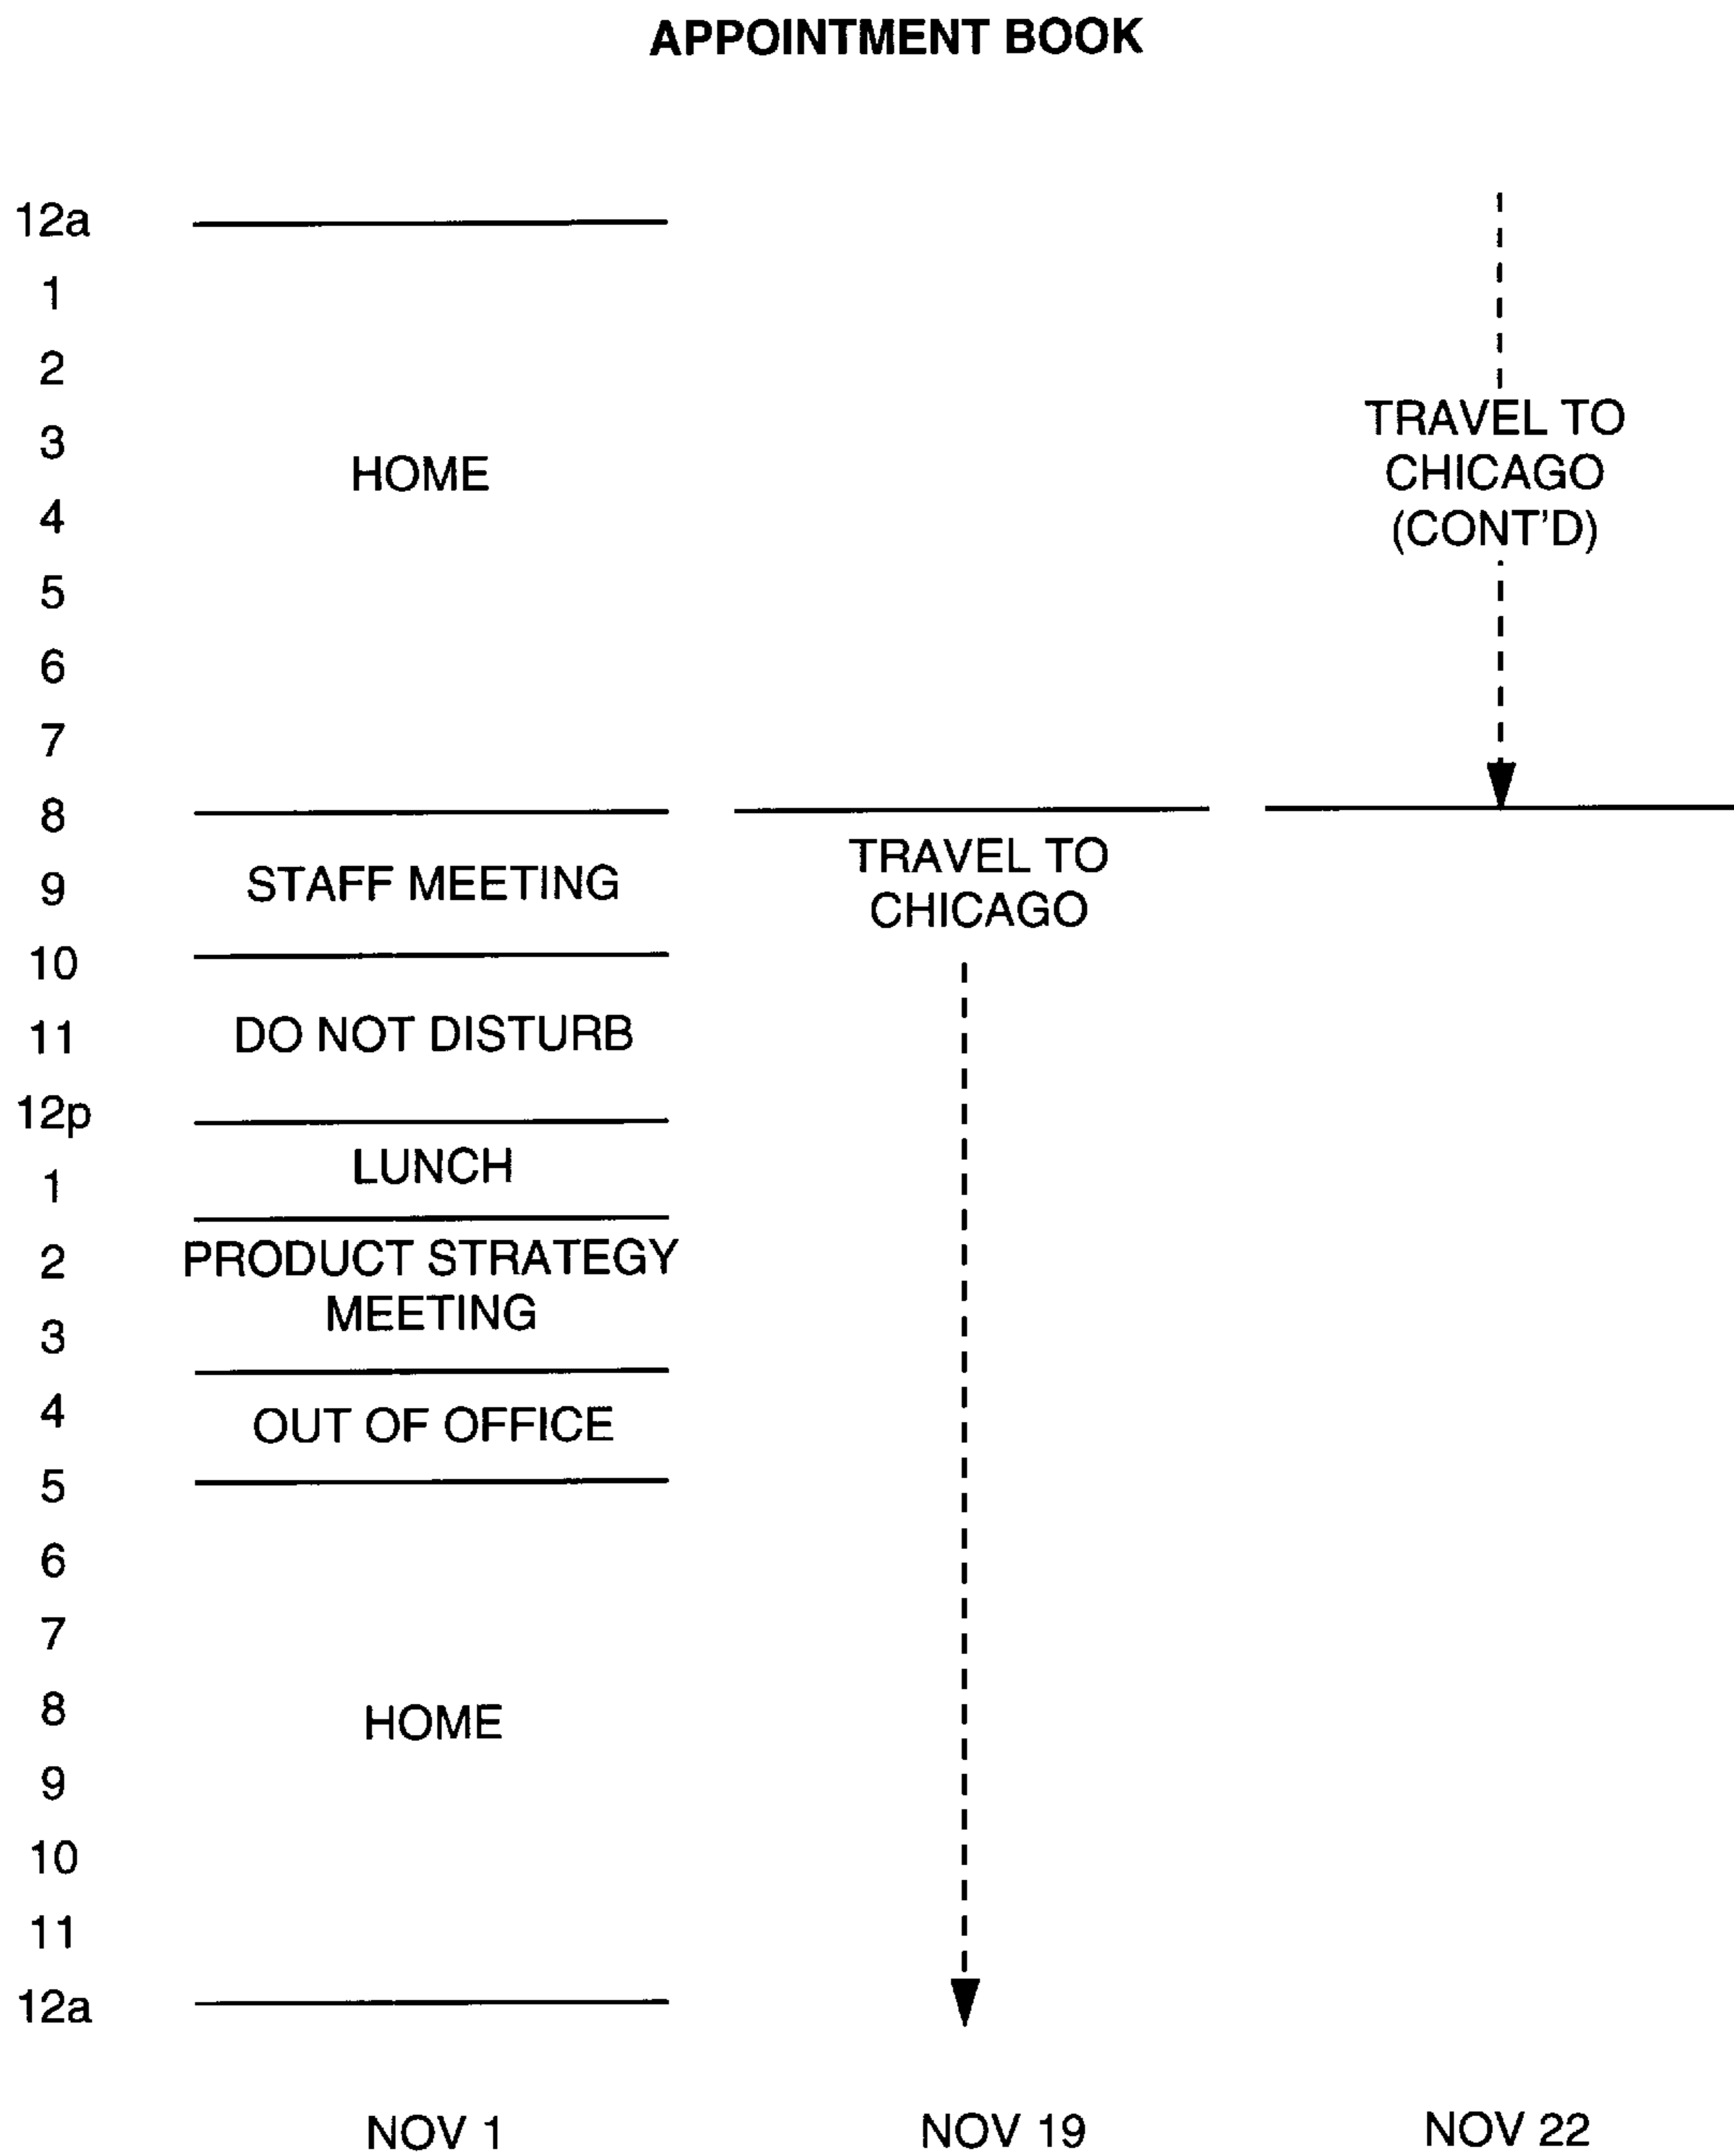 APPOINTMENT BOOK
12a
1
2
3
4
5
6
7
8
9
10
11
12p
1
2
3
4
5
6
7
8
9
10
11
12a
HOME
STAFF MEETING
DO NOT DISTURB
LUNCH
PRODUCT STRATEGY
MEETING
OUT OF OFFICE
HOME
NOV 1
TRAVEL TO
CHICAGO
NOV 19
TRAVEL TO
CHICAGO
(CONT'D)
NOV 22